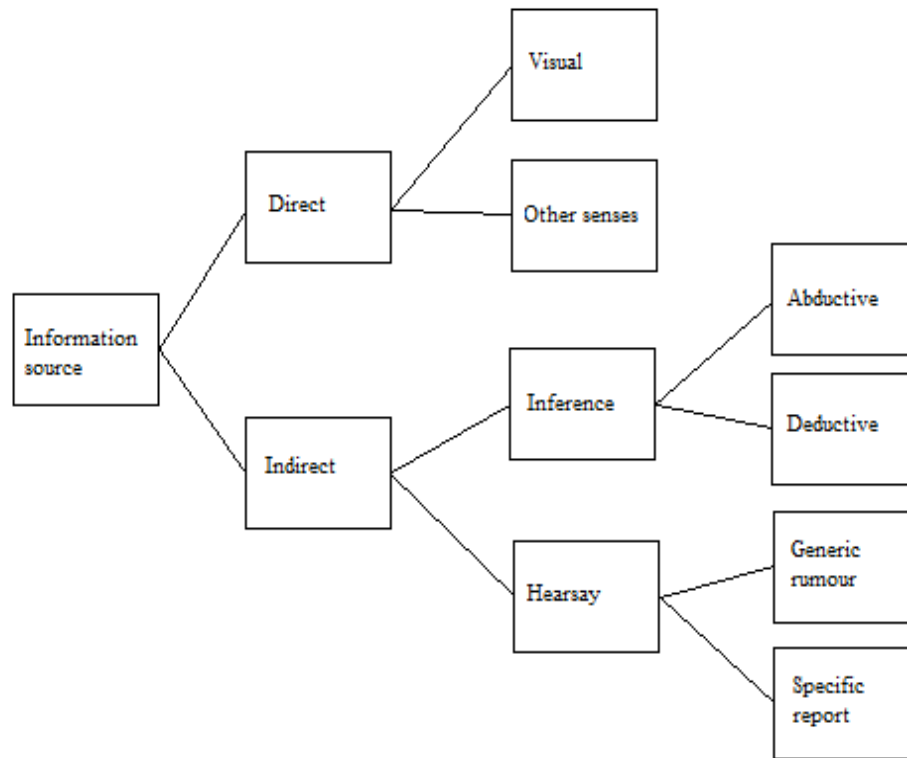 Visual
Direct
Other senses
Information
source
Abductive
Inference
Deductive
Indirect
Generic
rumour
Hearsay
Specific
report